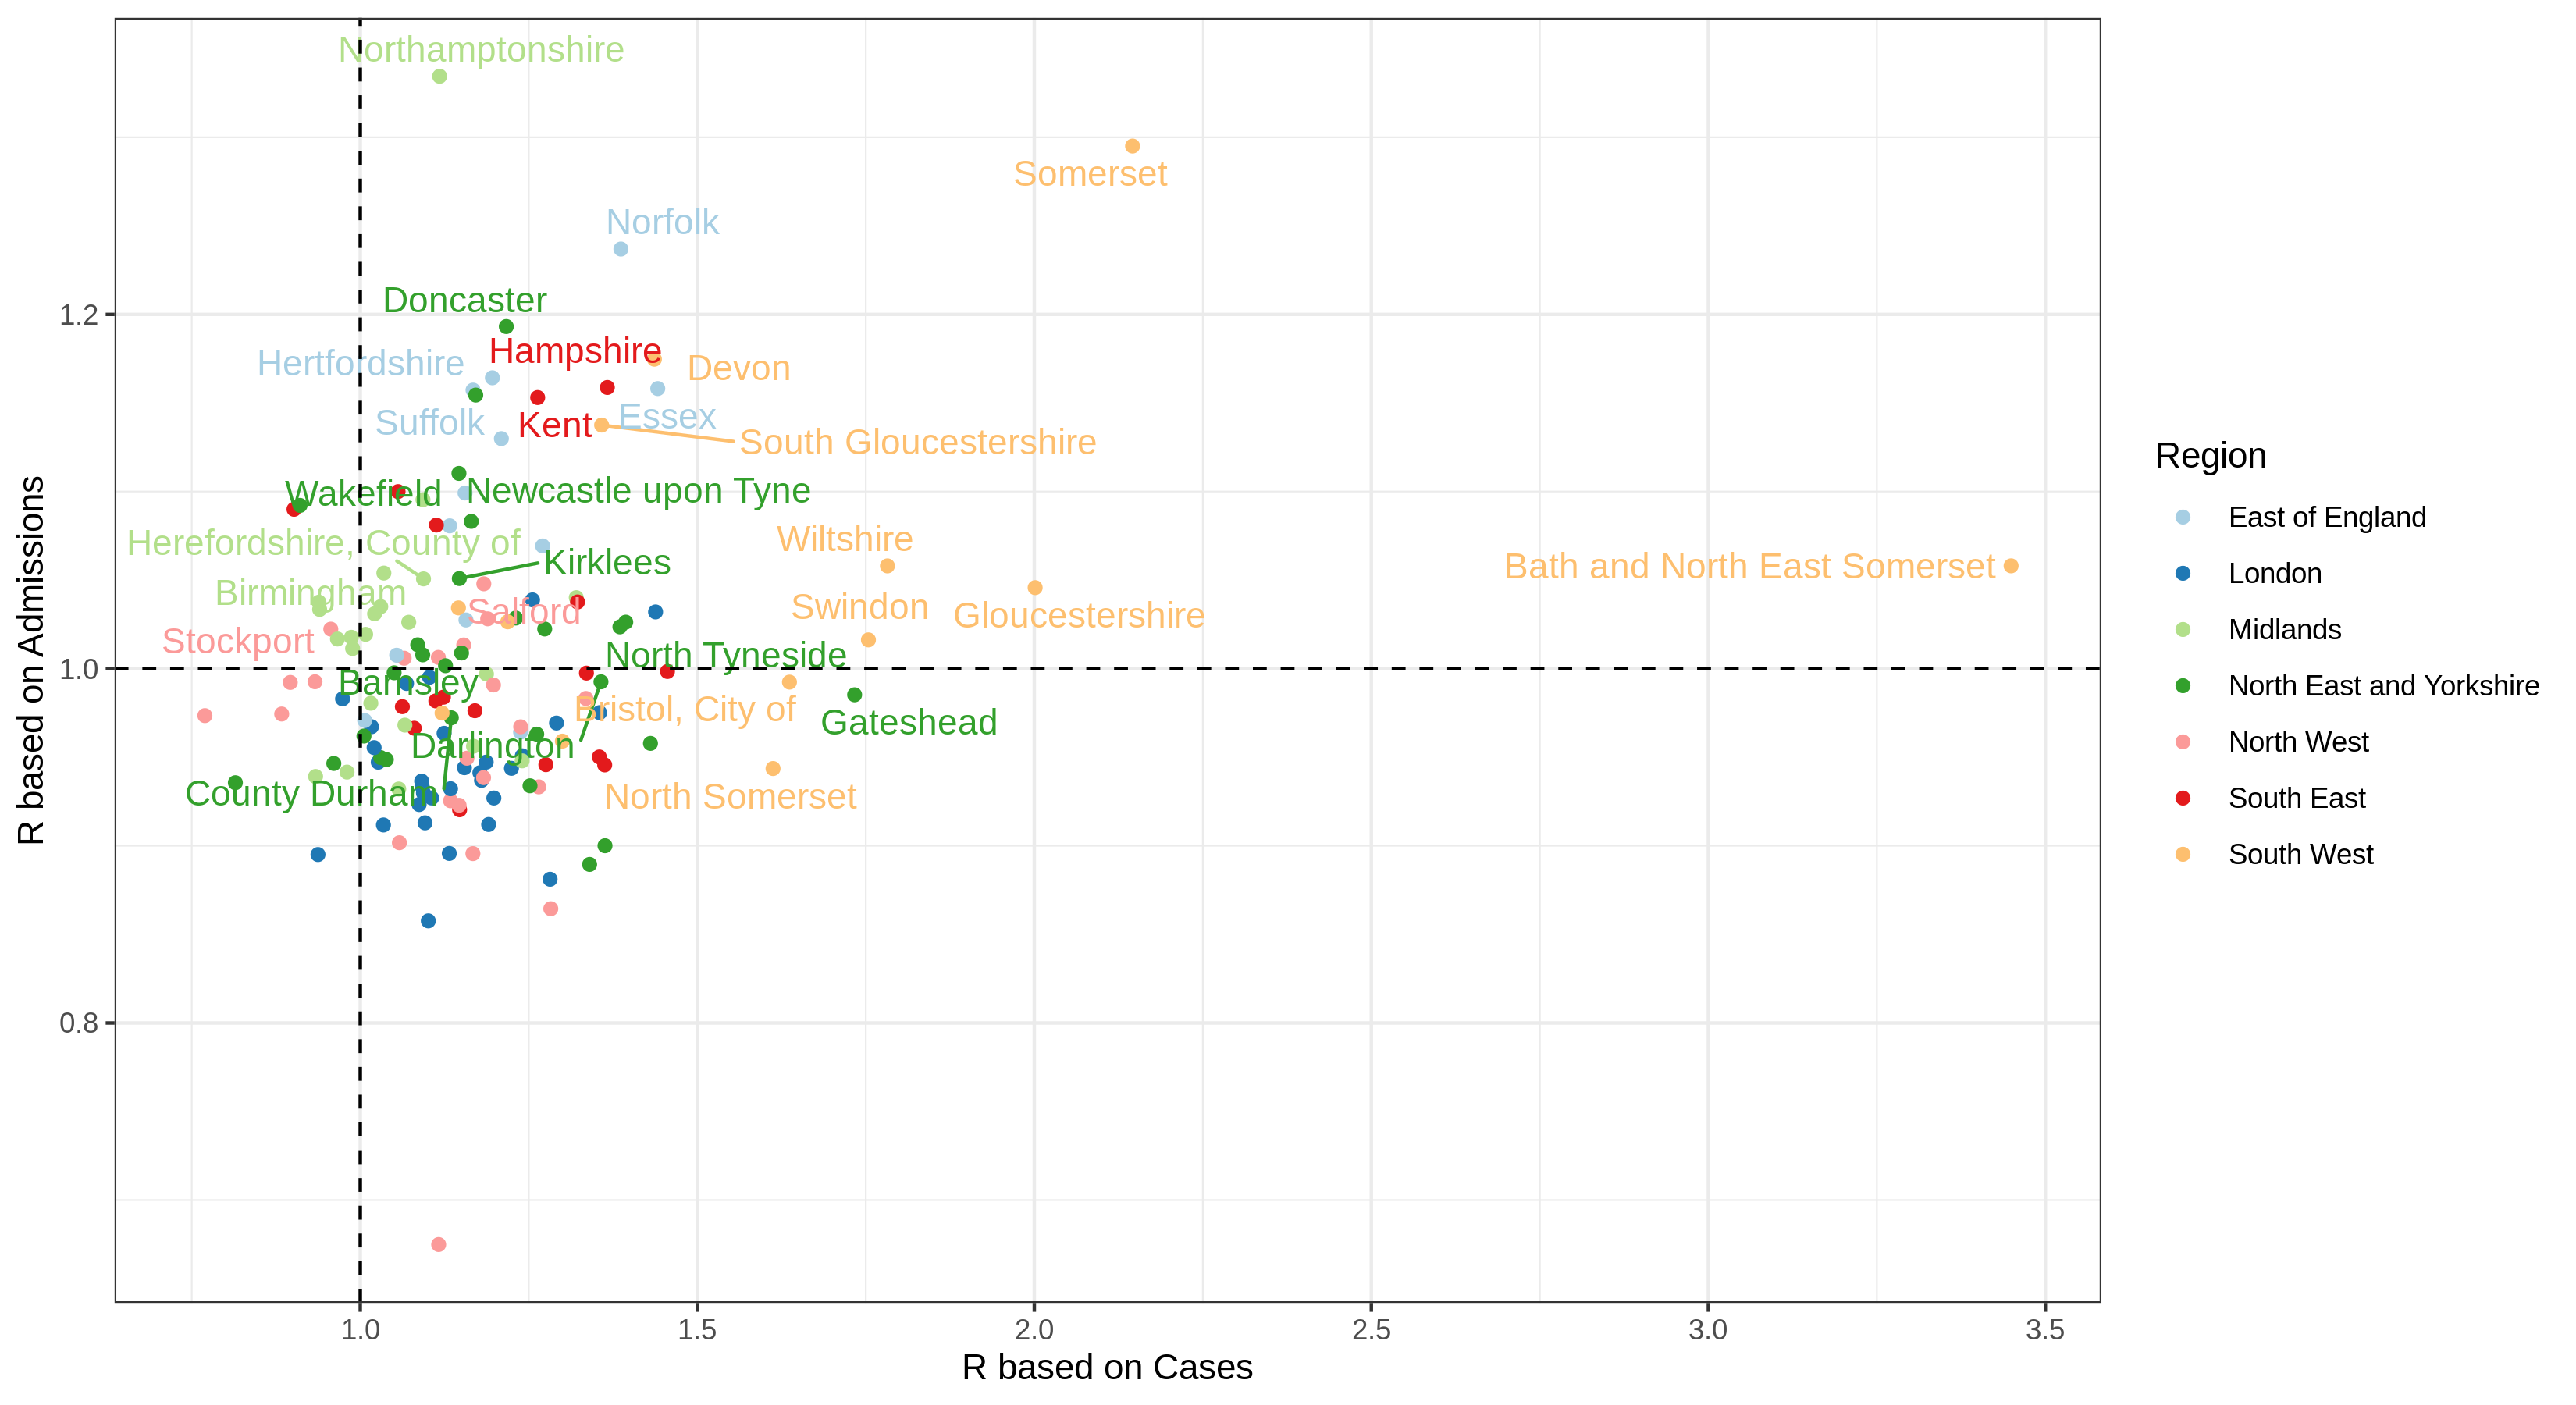 Northamptonshire
Somerset
Norfolk
Doncaster
Hampshire
Hertfordshire
Devon
Suffolk
Kent
Essex
South Gloucestershire
Wakefield
Newcastle upon Tyne
Herefordshire, County of
Wiltshire
Kirklees
Bath and North East Somerset
Birmingham
Salford
Swindon
Gloucestershire
Stockport
North Tyneside
Barnsley
Bristol, City of
Gateshead
Darlington
County Durham
North Somerset
1.2
1.0
0.8
R based on Admissions
1.0
1.5
2.0
2.5
3.0
3.5
R based on Cases
Region
East of England
London
Midlands
North East and Yorkshire
North West
South East
South West